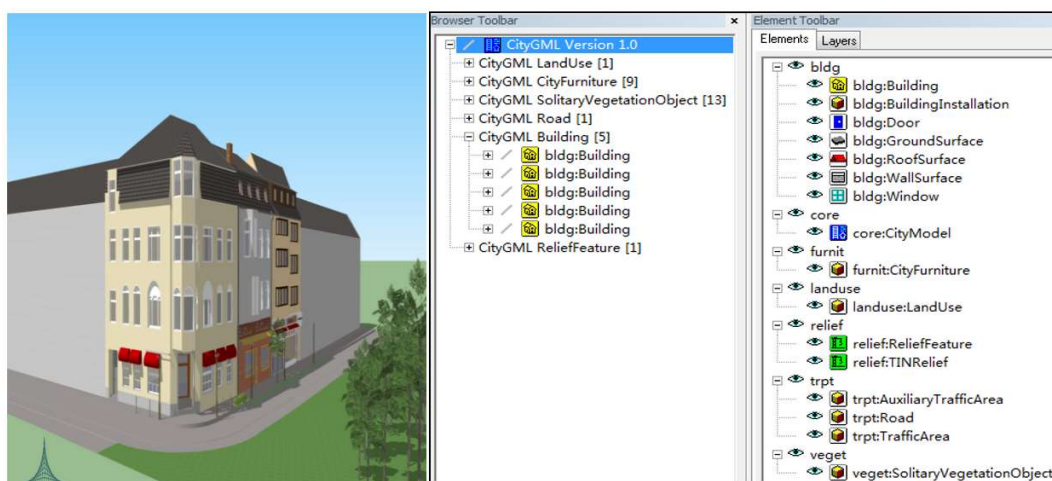 Browser Toolbar
CityGML Version 1.0
CityGML LandUse [1]
CityGML CityFurniture [9]
CityGML SolitaryVegetationObject [13]
CityGML Road [1]
CityGML Building [5]
bldg:Building
bldg:Building
bldg:Building
bldg:Building
bldg:Building
CityGML ReliefFeature [1]
Element Toolbar
Elements
Layers
bldg
bldg:Building
bldg:BuildingInstallation
bldg:Door
bldg:GroundSurface
bldg:RoofSurface
bldg:WallSurface
bldg:Window
core
core:CityModel
furnit
furnit:CityFurniture
landuse
landuse:LandUse
relief
relief:ReliefFeature
relief:TINRelief
trpt
trpt:AuxiliaryTrafficArea
trpt:Road
trpt:TrafficArea
veget
veget:SolitaryVegetationObject